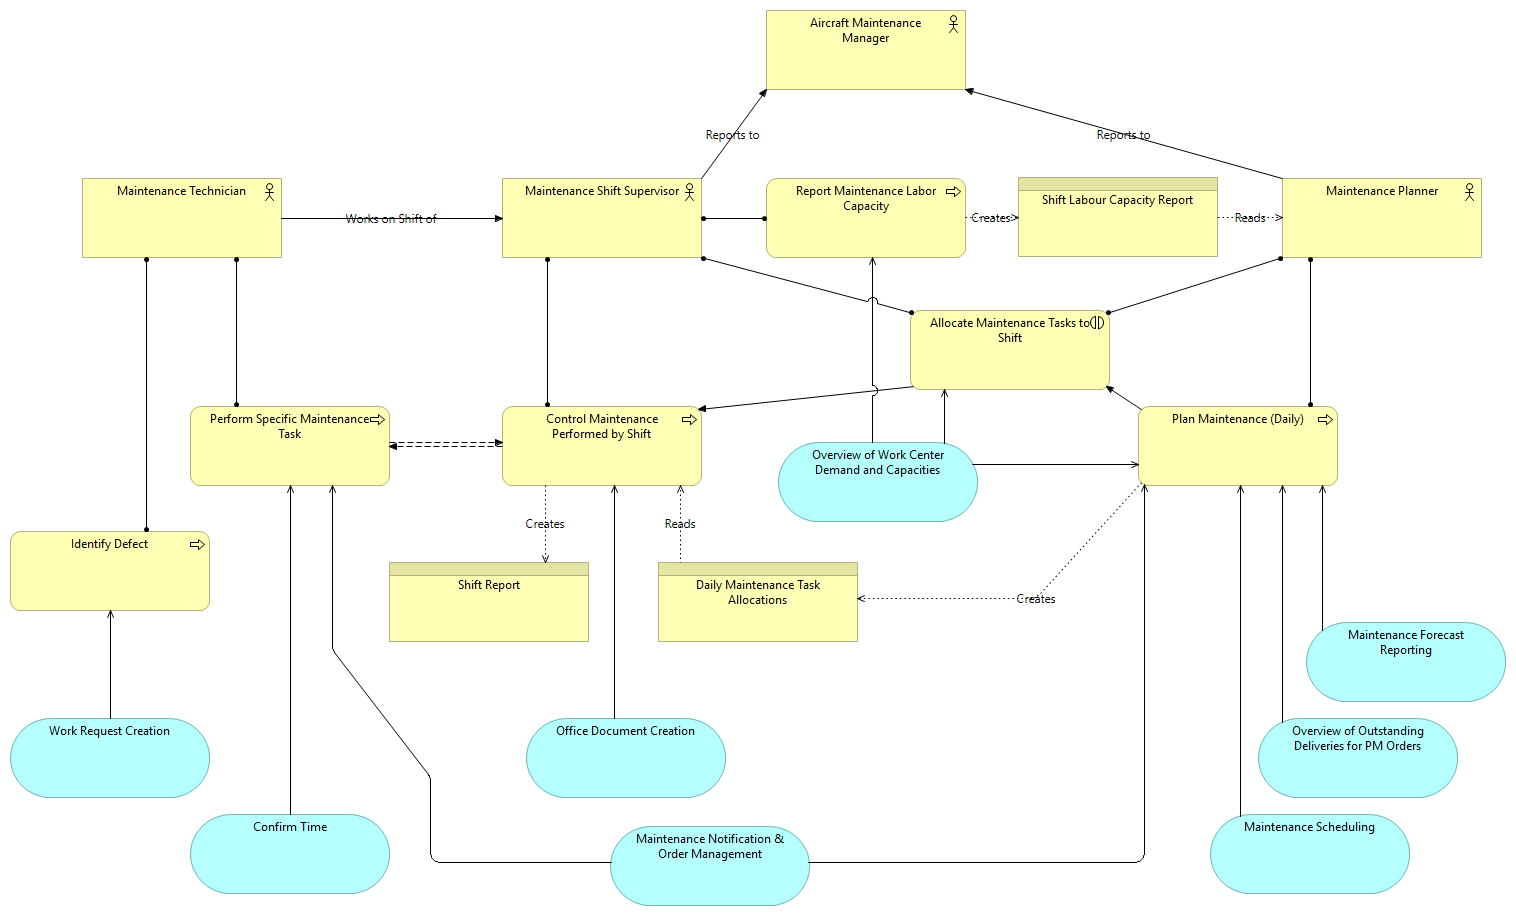 Aircraft Maintenance
Manager
Reports to
Reports to
Maintenance Technician
Maintenance Shift Supervisor
Report Maintenance Labor
Capacity
Shift Labour Capacity Report
Maintenance Planner
Works on Shift of
Creates
Reads
Allocate Maintenance Tasks to
Shift
Perform Specific Maintenance
Task
Control Maintenance
Performed by Shift
Plan Maintenance (Daily)
Overview of Work Center
Demand and Capacities
Creates
Reads
Identify Defect
Shift Report
Daily Maintenance Task
Allocations
Creates
Maintenance Forecast
Reporting
Work Request Creation
Office Document Creation
Overview of Outstanding
Deliveries for PM Orders
Confirm Time
Maintenance Notification &
Order Management
Maintenance Scheduling